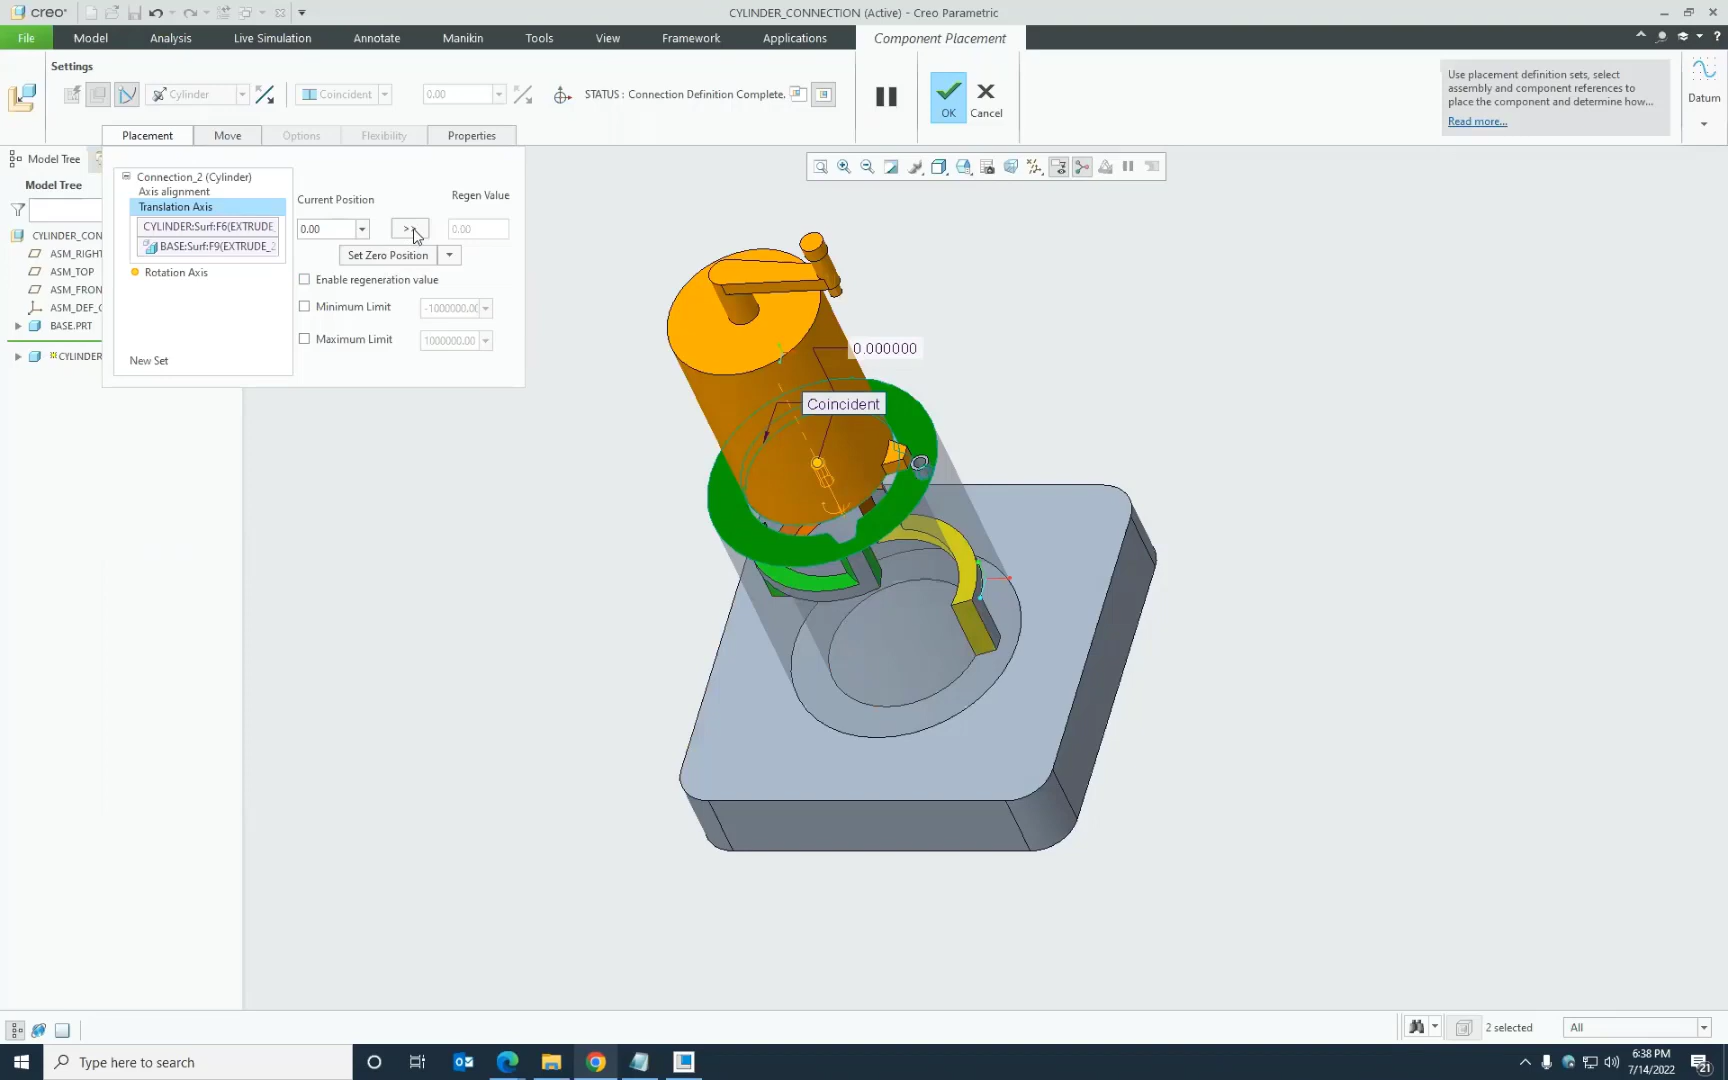 creo
CYLINDER_CONNECTION (Active) - Creo Parametric
File
Model
Analysis
Live Simulation
Annotate
Manikin
Tools
View
Framework
Applications
Component Placement
Settings
Cylinder
Coincident
0.00
STATUS : Connection Definition Complete.
OK
Cancel
Use placement definition sets, select
assembly and component references to
place the component and determine how...
Read more...
Datum
Placement
Move
Options
Flexibility
Properties
Model Tree
Model Tree
CYLINDER_CON
ASM_RIGHT
ASM_TOP
ASM_FRON
ASM_DEF_C
BASE.PRT
CYLINDER
Connection_2 (Cylinder)
Axis alignment
Translation Axis
CYLINDER:Surf:F6(EXTRUDE_
BASE:Surf:F9(EXTRUDE_2
Rotation Axis
New Set
Current Position
Regen Value
0.00
>>
0.00
Set Zero Position
Enable regeneration value
Minimum Limit
-1000000.00
Maximum Limit
1000000.00
0.000000
Coincident
2 selected
All
Type here to search
6:38 PM
7/14/2022
21